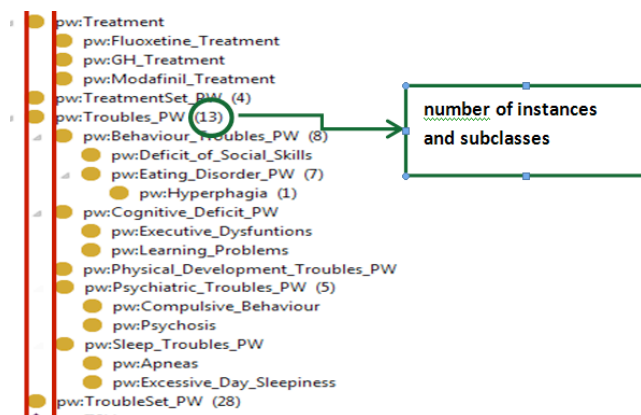 pw:Treatment
pw:Fluoxetine_Treatment
pw:GH_Treatment
pw:Modafinil_Treatment
pw:TreatmentSet_PW (4)
pw:Troubles_PW (13)
pw:Behaviour_Troubles_PW (8)
pw:Deficit_of_Social_Skills
pw:Eating_Disorder_PW (7)
pw:Hyperphagia (1)
pw:Cognitive_Deficit_PW
pw:Executive_Dysfuntions
pw:Learning_Problems
pw:Physical_Development_Troubles_PW
pw:Psychiatric_Troubles_PW (5)
pw:Compulsive_Behaviour
pw:Psychosis
pw:Sleep_Troubles_PW
pw:Apneas
pw:Excessive_Day_Sleepiness
pw:TroubleSet_PW (28)
number of instances
and subclasses